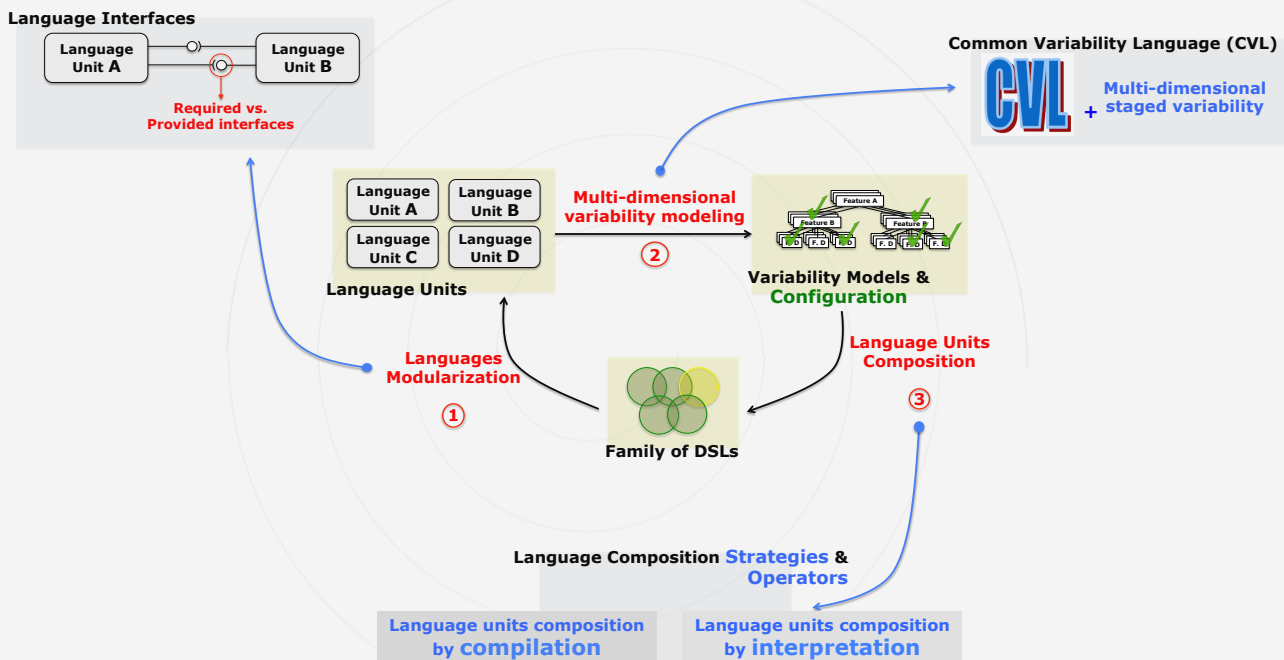 Language Interfaces
Language
Unit A
Language
Unit B
Required vs.
Provided interfaces
Common Variability Language (CVL)
CVL
+
Multi-dimensional
staged variability
Language
Unit A
Language
Unit B
Language
Unit C
Language
Unit D
Language Units
Multi-dimensional
variability modeling
2
Feature A
Feature B
F. D
F. D
F. D
F. D
F. D
Variability Models &
Configuration
Languages
Modularization
1
Language Units
Composition
3
Family of DSLs
Language Composition Strategies &
Operators
Language units composition
by compilation
Language units composition
by interpretation